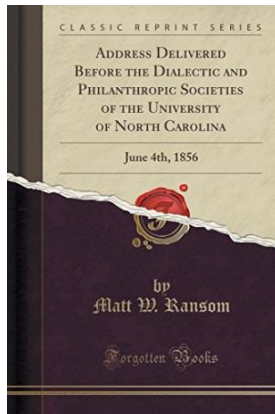 CLASSIC REPRINT SERIES
ADDRESS DELIVERED
BEFORE THE DIALECTIC AND
PHILANTHROPIC SOCIETIES
OF THE UNIVERSITY
OF NORTH CAROLINA
June 4th, 1856
by
Matt W. Ransom
Forgotten Books